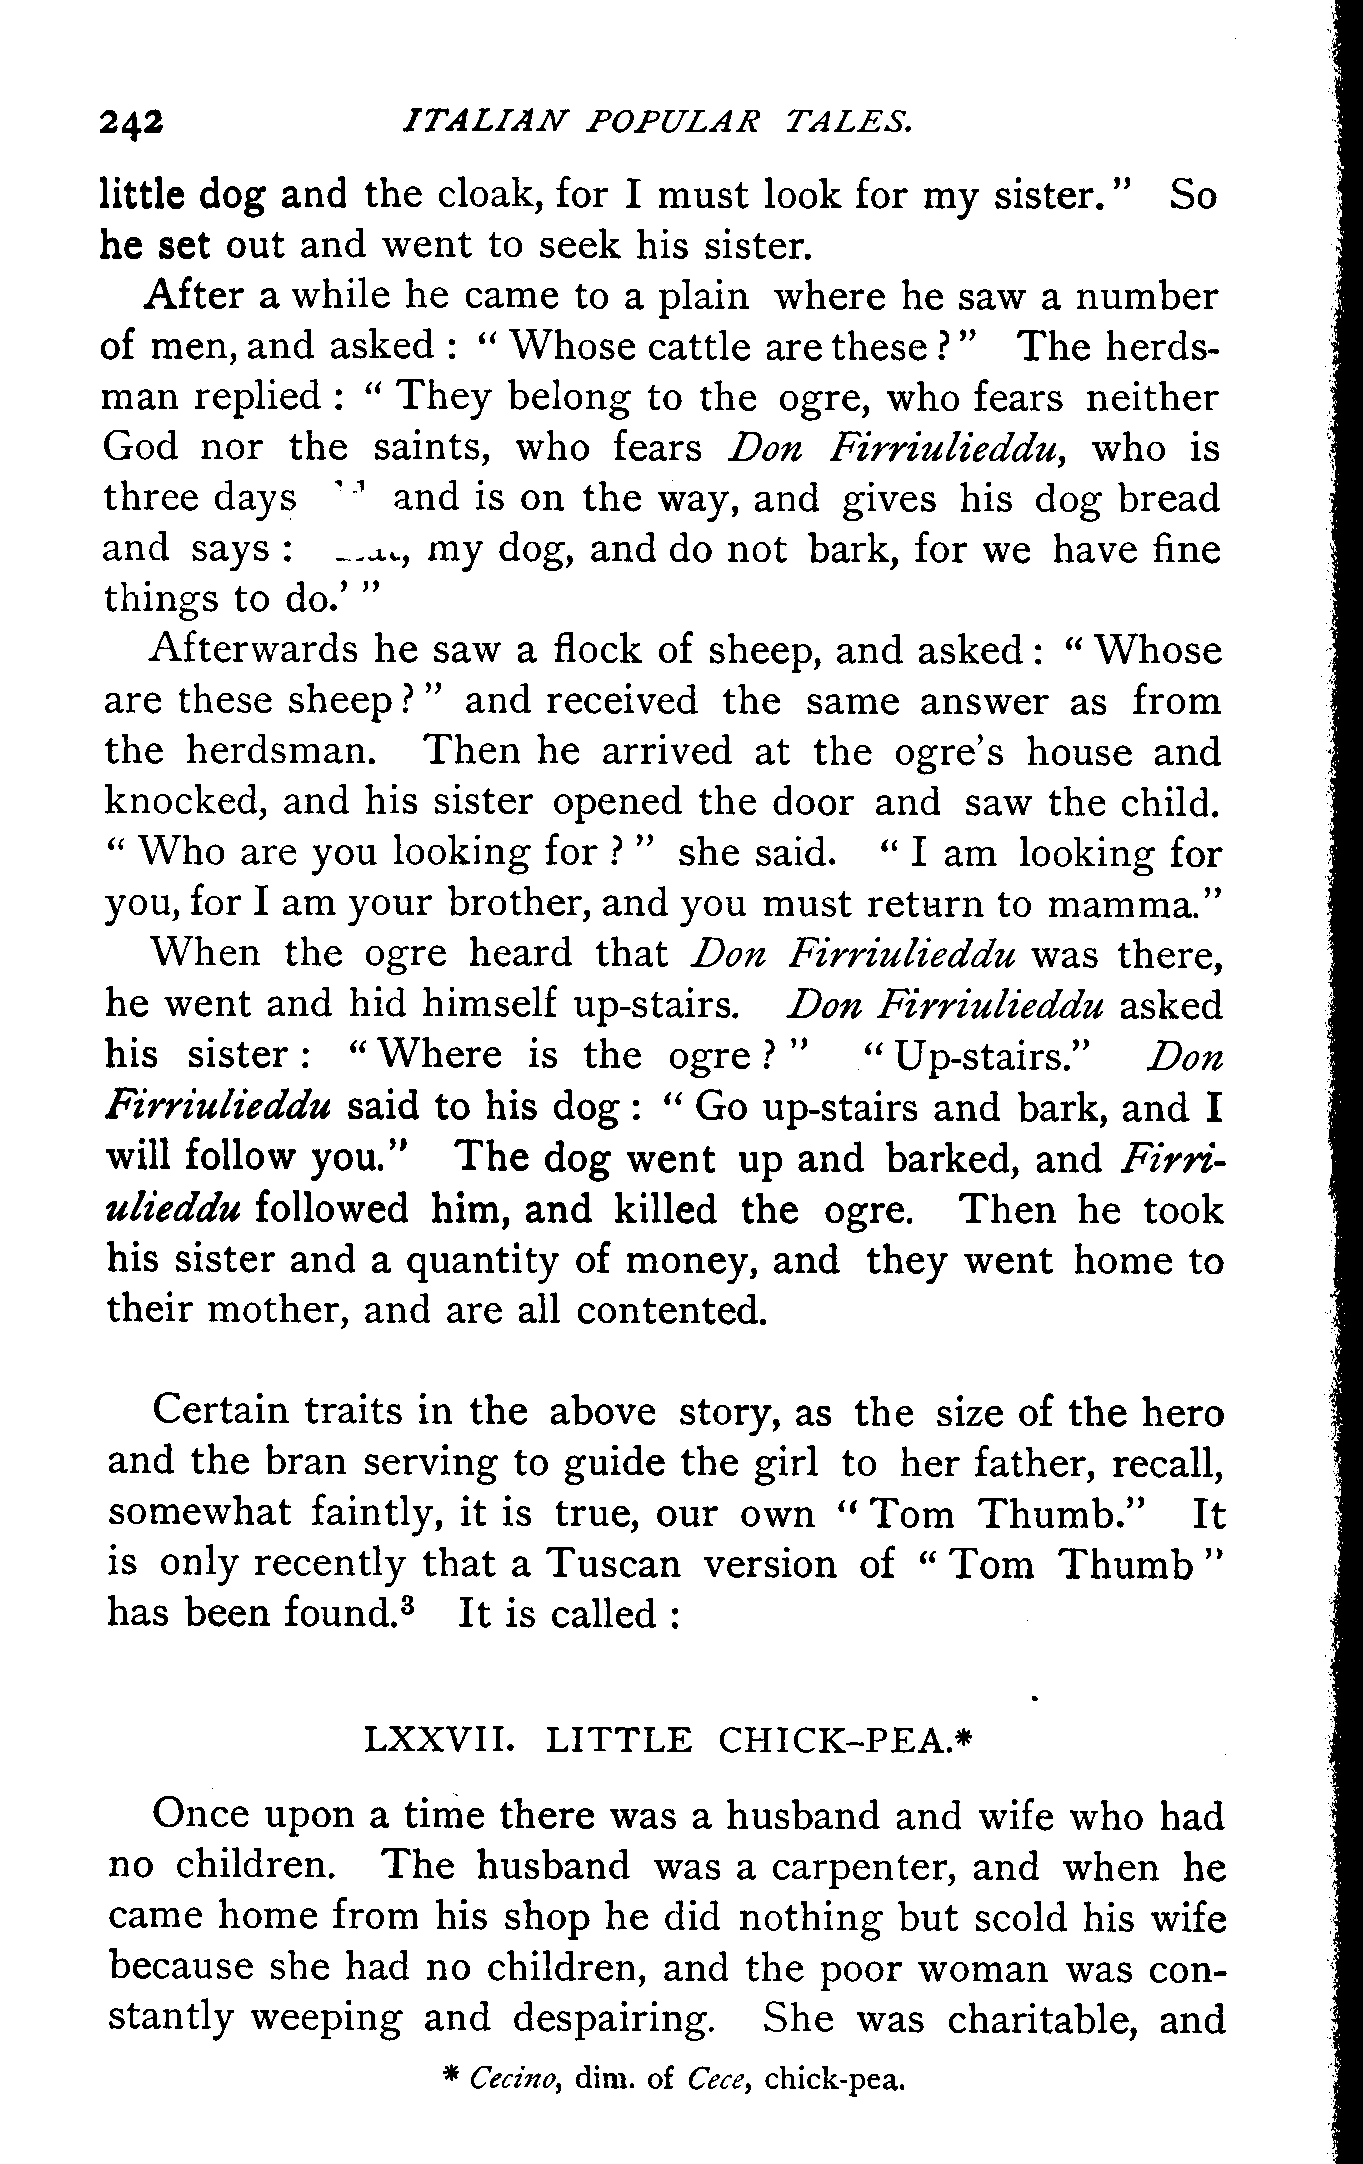 242 ITALIAN POPULAR TALES.
little dog and the cloak, for I must look for my sister." So
he set out and went to seek his sister.
After a while he came to a plain where he saw a number
of men, and asked : " Whose cattle are these ? " The herds-
man replied : " They belong to the ogre, who fears neither
God nor the saints, who fears Don Firriulieddu, who is
three days and is on the way, and gives his dog bread
and says : my dog, and do not bark, for we have fine
things to do.' "
Afterwards he saw a flock of sheep, and asked : " Whose
are these sheep ? " and received the same answer as from
the herdsman. Then he arrived at the ogre's house and
knocked, and his sister opened the door and saw the child.
" Who are you looking for ? " she said. " I am looking for
you, for I am your brother, and you must return to mamma."
When the ogre heard that Don Firriulieddu was there,
he went and hid himself up-stairs. Don Firriulieddu asked
his sister : " Where is the ogre ? " " Up-stairs." Don
Firriulieddu said to his dog : " Go up-stairs and bark, and I
will follow you." The dog went up and barked, and Firri-
ulieddu followed him, and killed the ogre. Then he took
his sister and a quantity of money, and they went home to
their mother, and are all contented.
Certain traits in the above story, as the size of the hero
and the bran serving to guide the girl to her father, recall,
somewhat faintly, it is true, our own " Tom Thumb." It
is only recently that a Tuscan version of " Tom Thumb "
has been found.³ It is called :
LXXVII. LITTLE CHICK-PEA.*
Once upon a time there was a husband and wife who had
no children. The husband was a carpenter, and when he
came home from his shop he did nothing but scold his wife
because she had no children, and the poor woman was con-
stantly weeping and despairing. She was charitable, and
* Cecino, dim. of Cece, chick-pea.